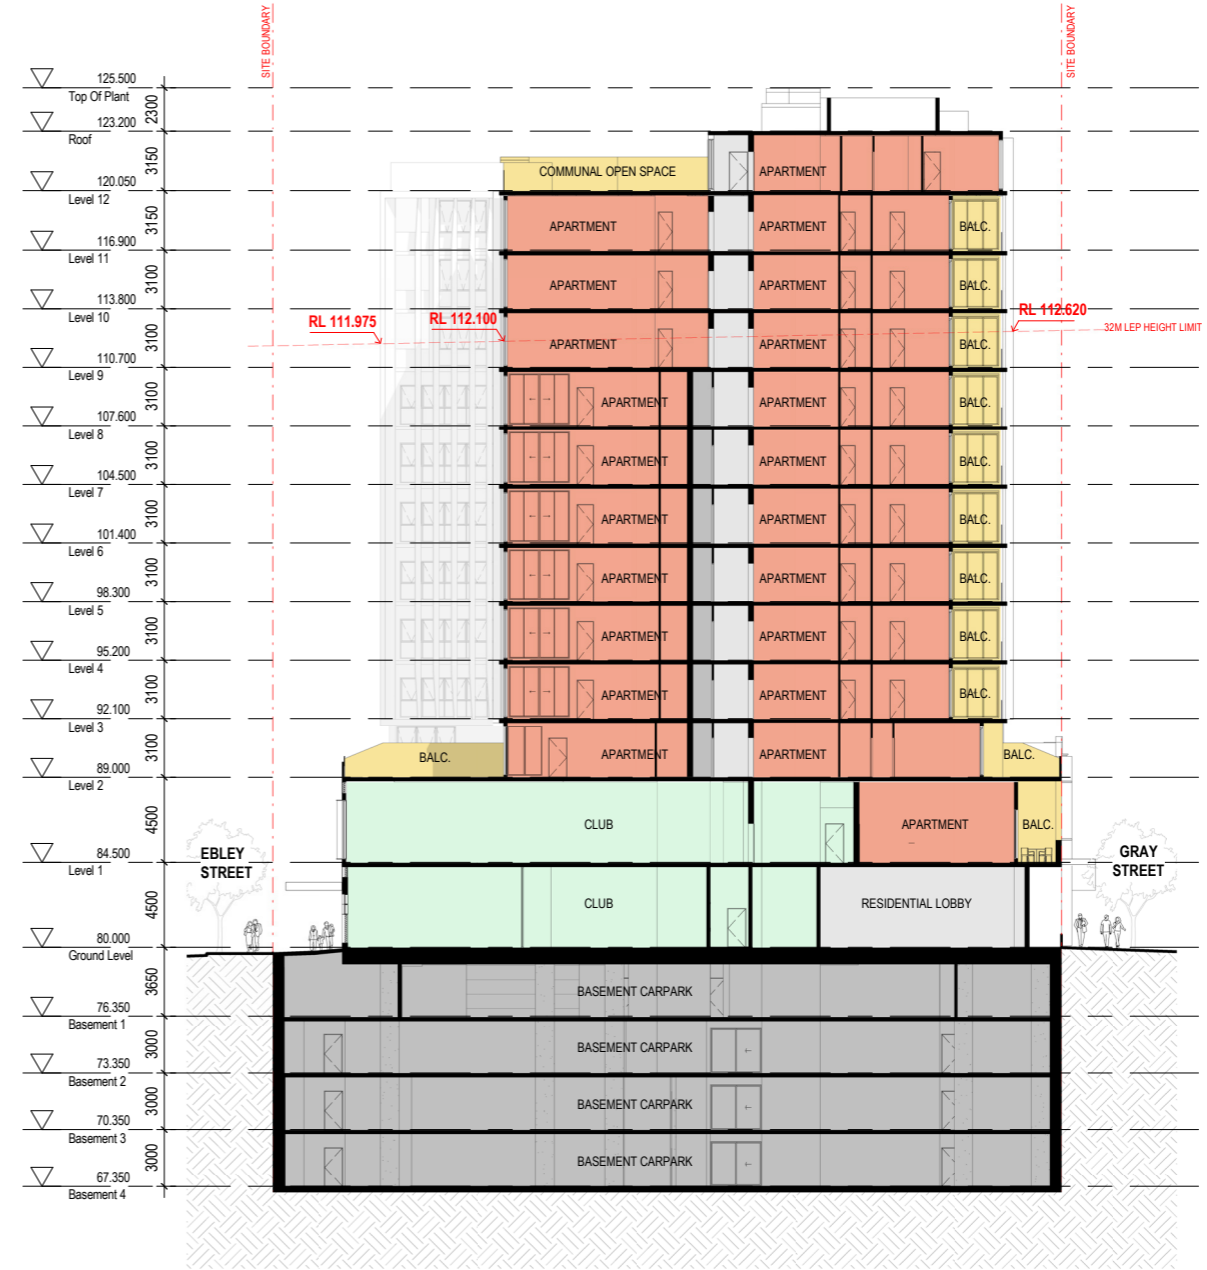 SITE BOUNDARY
SITE BOUNDARY
125.500
Top Of Plant
2300
123.200
Roof
3150
COMMUNAL OPEN SPACE
APARTMENT
120.050
Level 12
3150
APARTMENT
APARTMENT
BALC.
116.900
Level 11
3100
APARTMENT
APARTMENT
BALC.
113.800
Level 10
RL 111.975
RL 112.100
RL 112.620
32M LEP HEIGHT LIMIT
3100
APARTMENT
APARTMENT
BALC.
110.700
Level 9
3100
APARTMENT
APARTMENT
BALC.
107.600
Level 8
3100
APARTMENT
APARTMENT
BALC.
104.500
Level 7
3100
APARTMENT
APARTMENT
BALC.
101.400
Level 6
3100
APARTMENT
APARTMENT
BALC.
98.300
Level 5
3100
APARTMENT
APARTMENT
BALC.
95.200
Level 4
3100
APARTMENT
APARTMENT
BALC.
92.100
Level 3
3100
BALC.
APARTMENT
APARTMENT
BALC.
89.000
Level 2
4500
CLUB
APARTMENT
BALC.
84.500
Level 1
EBLEY
STREET
GRAY
STREET
4500
CLUB
RESIDENTIAL LOBBY
80.000
Ground Level
3650
BASEMENT CARPARK
76.350
Basement 1
3000
BASEMENT CARPARK
73.350
Basement 2
3000
BASEMENT CARPARK
70.350
Basement 3
3000
BASEMENT CARPARK
67.350
Basement 4